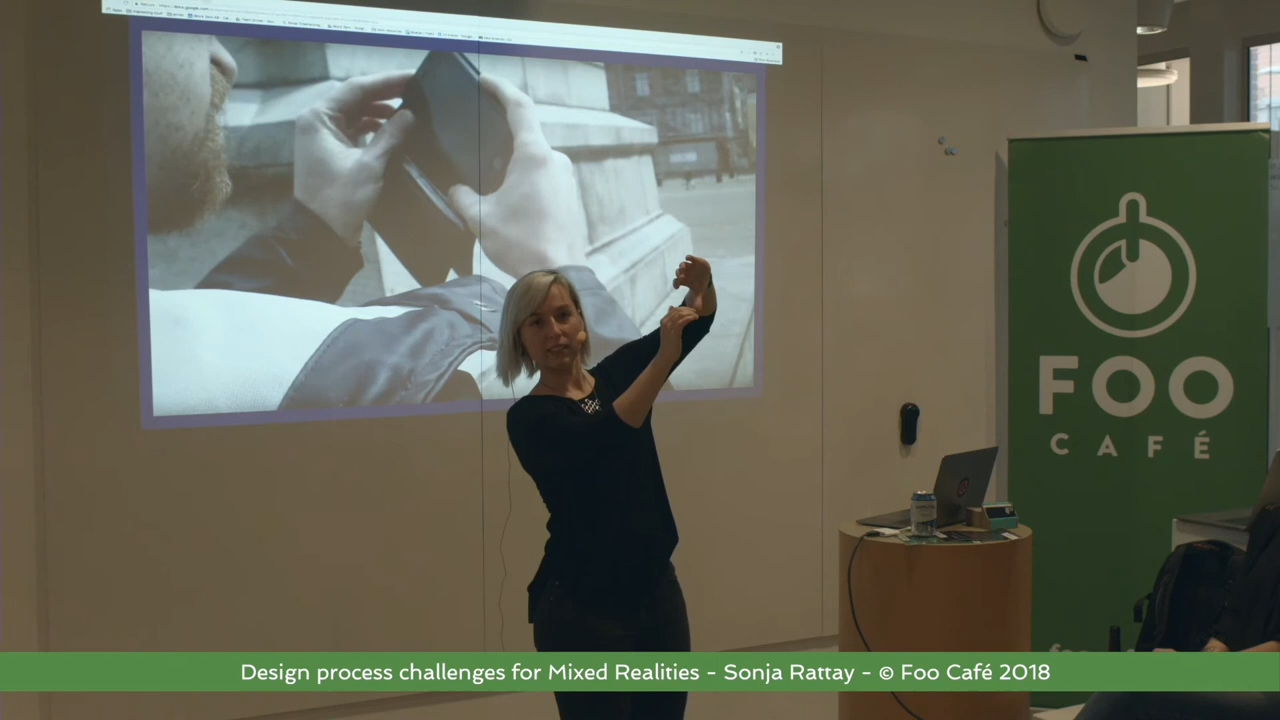 FOO
CAFÉ
Design process challenges for Mixed Realities - Sonja Rattay - © Foo Café 2018